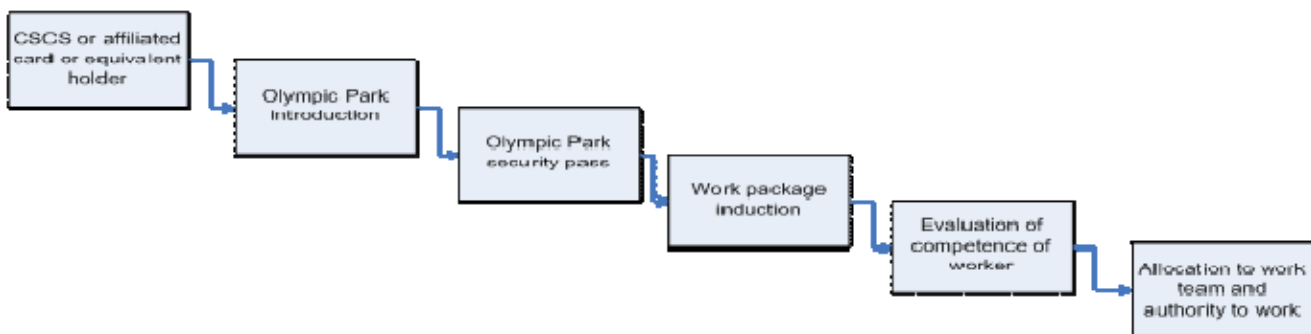 CSCS or affiliated
card or equivalent
holder
Olympic Park
Introduction
Olympic Park
security pass
Work package
induction
Evaluation of
competence of
worker
Allocation to work
team and
authority to work